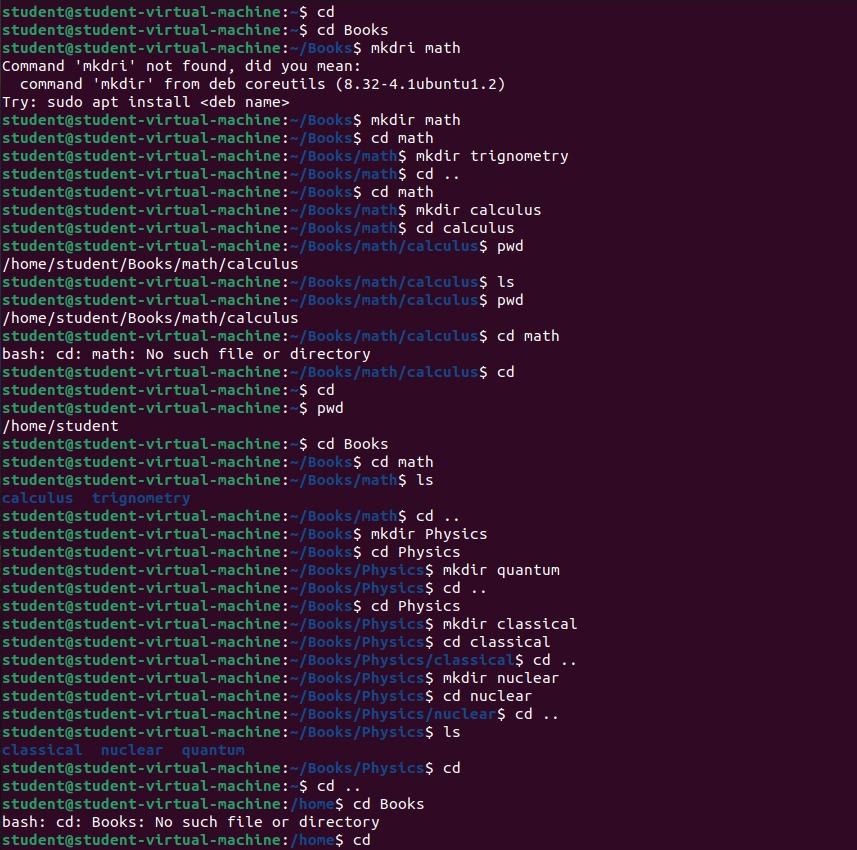 student@student-virtual-machine:~$ cd
student@student-virtual-machine:~$ cd Books
student@student-virtual-machine:~/Books$ mkdri math
Command 'mkdri' not found, did you mean:
  command 'mkdir' from deb coreutils (8.32-4.1ubuntu1.2)
Try: sudo apt install <deb name>
student@student-virtual-machine:~/Books$ mkdir math
student@student-virtual-machine:~/Books$ cd math
student@student-virtual-machine:~/Books/math$ mkdir trignometry
student@student-virtual-machine:~/Books/math$ cd ..
student@student-virtual-machine:~/Books$ cd math
student@student-virtual-machine:~/Books/math$ mkdir calculus
student@student-virtual-machine:~/Books/math$ cd calculus
student@student-virtual-machine:~/Books/math/calculus$ pwd
/home/student/Books/math/calculus
student@student-virtual-machine:~/Books/math/calculus$ ls
student@student-virtual-machine:~/Books/math/calculus$ pwd
/home/student/Books/math/calculus
student@student-virtual-machine:~/Books/math/calculus$ cd math
bash: cd: math: No such file or directory
student@student-virtual-machine:~/Books/math/calculus$ cd
student@student-virtual-machine:~$ cd
student@student-virtual-machine:~$ pwd
/home/student
student@student-virtual-machine:~$ cd Books
student@student-virtual-machine:~/Books$ cd math
student@student-virtual-machine:~/Books/math$ ls
calculus  trignometry
student@student-virtual-machine:~/Books/math$ cd ..
student@student-virtual-machine:~/Books$ mkdir Physics
student@student-virtual-machine:~/Books$ cd Physics
student@student-virtual-machine:~/Books/Physics$ mkdir quantum
student@student-virtual-machine:~/Books/Physics$ cd ..
student@student-virtual-machine:~/Books$ cd Physics
student@student-virtual-machine:~/Books/Physics$ mkdir classical
student@student-virtual-machine:~/Books/Physics$ cd classical
student@student-virtual-machine:~/Books/Physics/classical$ cd ..
student@student-virtual-machine:~/Books/Physics$ mkdir nuclear
student@student-virtual-machine:~/Books/Physics$ cd nuclear
student@student-virtual-machine:~/Books/Physics/nuclear$ cd ..
student@student-virtual-machine:~/Books/Physics$ ls
classical  nuclear  quantum
student@student-virtual-machine:~/Books/Physics$ cd
student@student-virtual-machine:~$ cd ..
student@student-virtual-machine:/home$ cd Books
bash: cd: Books: No such file or directory
student@student-virtual-machine:/home$ cd